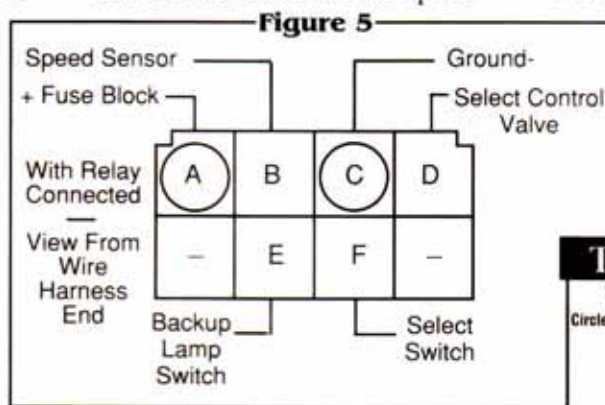 Figure 5
Speed Sensor
Ground-
+ Fuse Block
Select Control
Valve
With Relay
Connected
A
B
C
D
View From
Wire
Harness
End
–
E
F
–
Backup
Lamp
Switch
Select
Switch
T
Circle